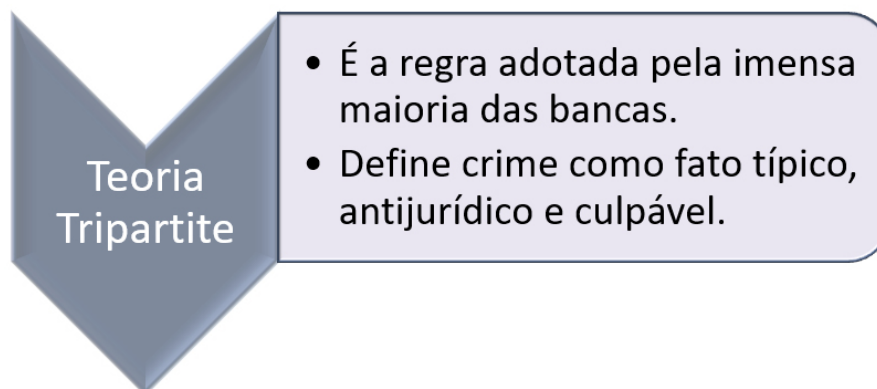 Teoria
Tripartite
• É a regra adotada pela imensa
maioria das bancas.
• Define crime como fato típico,
antijurídico e culpável.